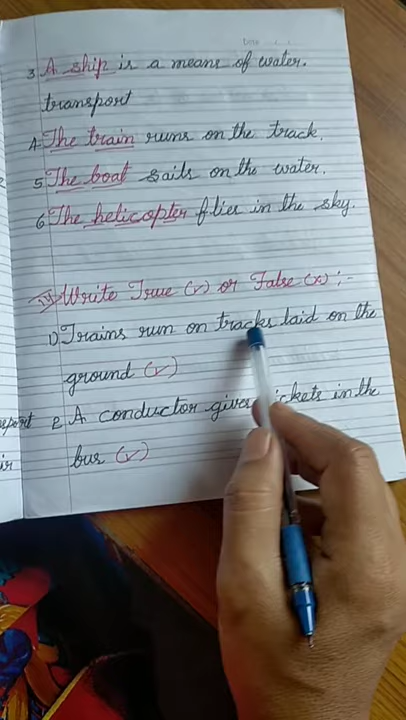 3 A ship is a means of water.
transport
4. The train runs on the track.
5 The boat sails on the water.
6 The helicopter flies in the sky.
IV) Write True (✓) or False (x) :-
1) Trains run on tracks laid on the
ground (✓)
2 A conductor gives tickets in the
bus (✓)